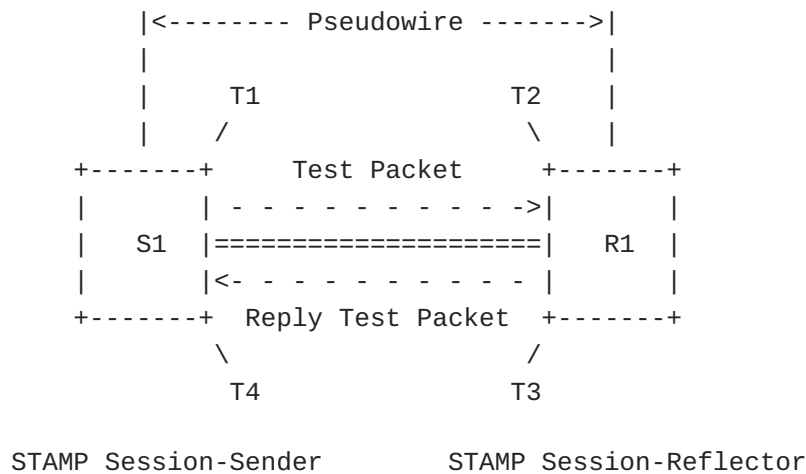 |<-------- Pseudowire ------->|
|                             |
|     T1                T2    |
|    /                   \    |
+-------+     Test Packet     +-------+
|       | - - - - - - - - - ->|       |
|   S1  |=====================|   R1  |
|       |<- - - - - - - - - - |       |
+-------+  Reply Test Packet  +-------+
\                   /
T4                T3
STAMP Session-Sender        STAMP Session-Reflector